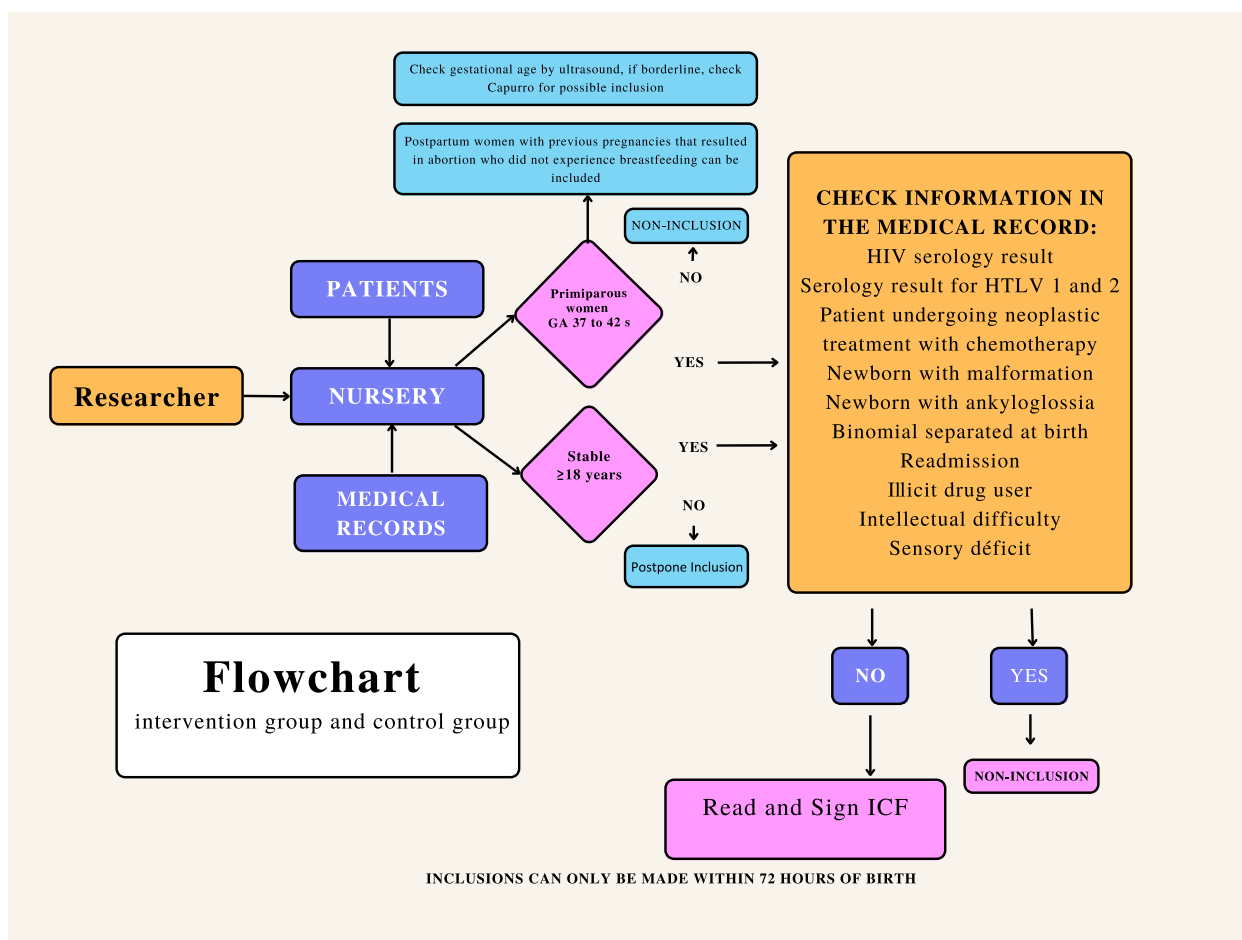 Check gestational age by ultrasound, if borderline, check
Capurro for possible inclusion
Postpartum women with previous pregnancies that resulted
in abortion who did not experience breastfeeding can be
included
NON-INCLUSION
NO
PATIENTS
Primiparous
women
GA 37 to 42 s
YES
Researcher
NURSERY
Stable
≥18 years
YES
NO
MEDICAL
RECORDS
Postpone Inclusion
CHECK INFORMATION IN
THE MEDICAL RECORD:
HIV serology result
Serology result for HTLV 1 and 2
Patient undergoing neoplastic
treatment with chemotherapy
Newborn with malformation
Newborn with ankyloglossia
Binomial separated at birth
Readmission
Illicit drug user
Intellectual difficulty
Sensory déficit
NO
YES
NON-INCLUSION
Read and Sign ICF
Flowchart
intervention group and control group
INCLUSIONS CAN ONLY BE MADE WITHIN 72 HOURS OF BIRTH